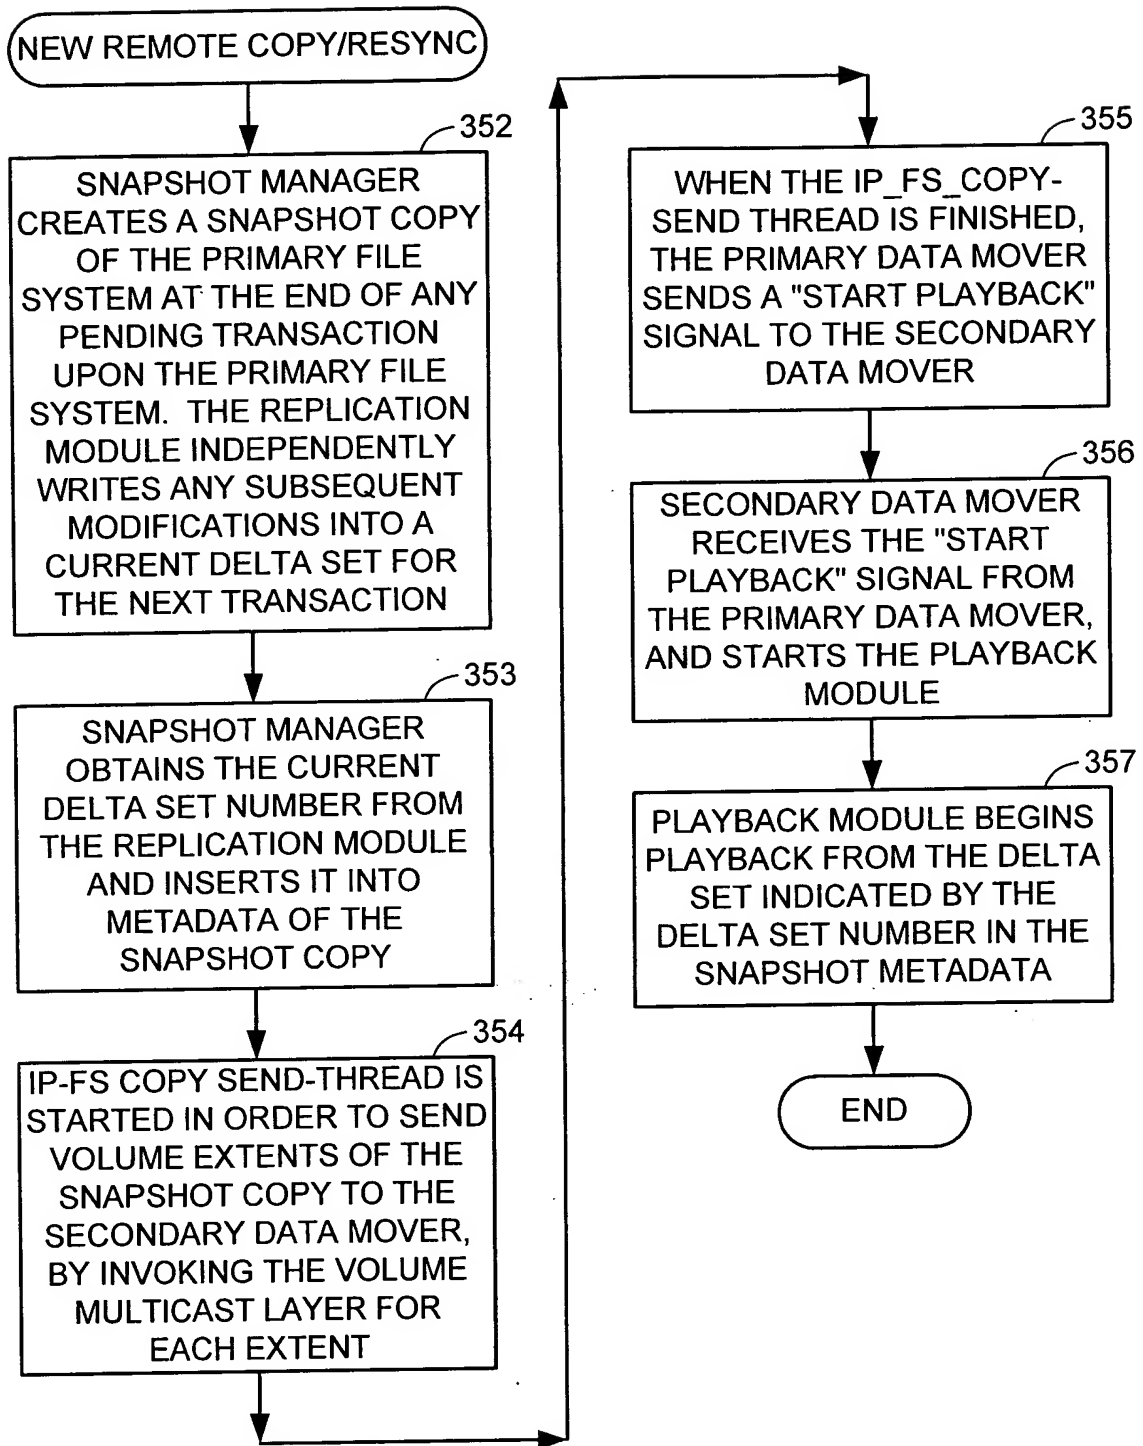 NEW REMOTE COPY/RESYNC
352
SNAPSHOT MANAGER
CREATES A SNAPSHOT COPY
OF THE PRIMARY FILE
SYSTEM AT THE END OF ANY
PENDING TRANSACTION
UPON THE PRIMARY FILE
SYSTEM. THE REPLICATION
MODULE INDEPENDENTLY
WRITES ANY SUBSEQUENT
MODIFICATIONS INTO A
CURRENT DELTA SET FOR
THE NEXT TRANSACTION
353
SNAPSHOT MANAGER
OBTAINS THE CURRENT
DELTA SET NUMBER FROM
THE REPLICATION MODULE
AND INSERTS IT INTO
METADATA OF THE
SNAPSHOT COPY
354
IP-FS COPY SEND-THREAD IS
STARTED IN ORDER TO SEND
VOLUME EXTENTS OF THE
SNAPSHOT COPY TO THE
SECONDARY DATA MOVER,
BY INVOKING THE VOLUME
MULTICAST LAYER FOR
EACH EXTENT
355
WHEN THE IP_FS_COPY-
SEND THREAD IS FINISHED,
THE PRIMARY DATA MOVER
SENDS A "START PLAYBACK"
SIGNAL TO THE SECONDARY
DATA MOVER
356
SECONDARY DATA MOVER
RECEIVES THE "START
PLAYBACK" SIGNAL FROM
THE PRIMARY DATA MOVER,
AND STARTS THE PLAYBACK
MODULE
357
PLAYBACK MODULE BEGINS
PLAYBACK FROM THE DELTA
SET INDICATED BY THE
DELTA SET NUMBER IN THE
SNAPSHOT METADATA
END